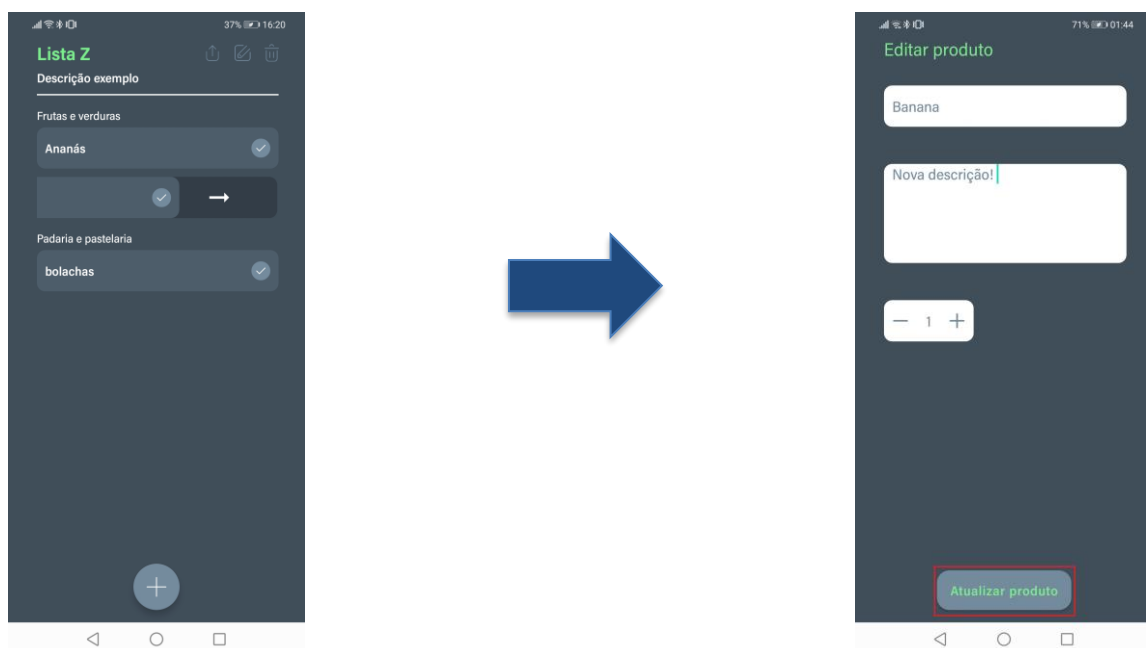 37% 16:20
Lista Z
Descrição exemplo
Frutas e verduras
Ananás
Padaria e pastelaria
bolachas
71% 01:44
Editar produto
Banana
Nova descrição!
1
Atualizar produto